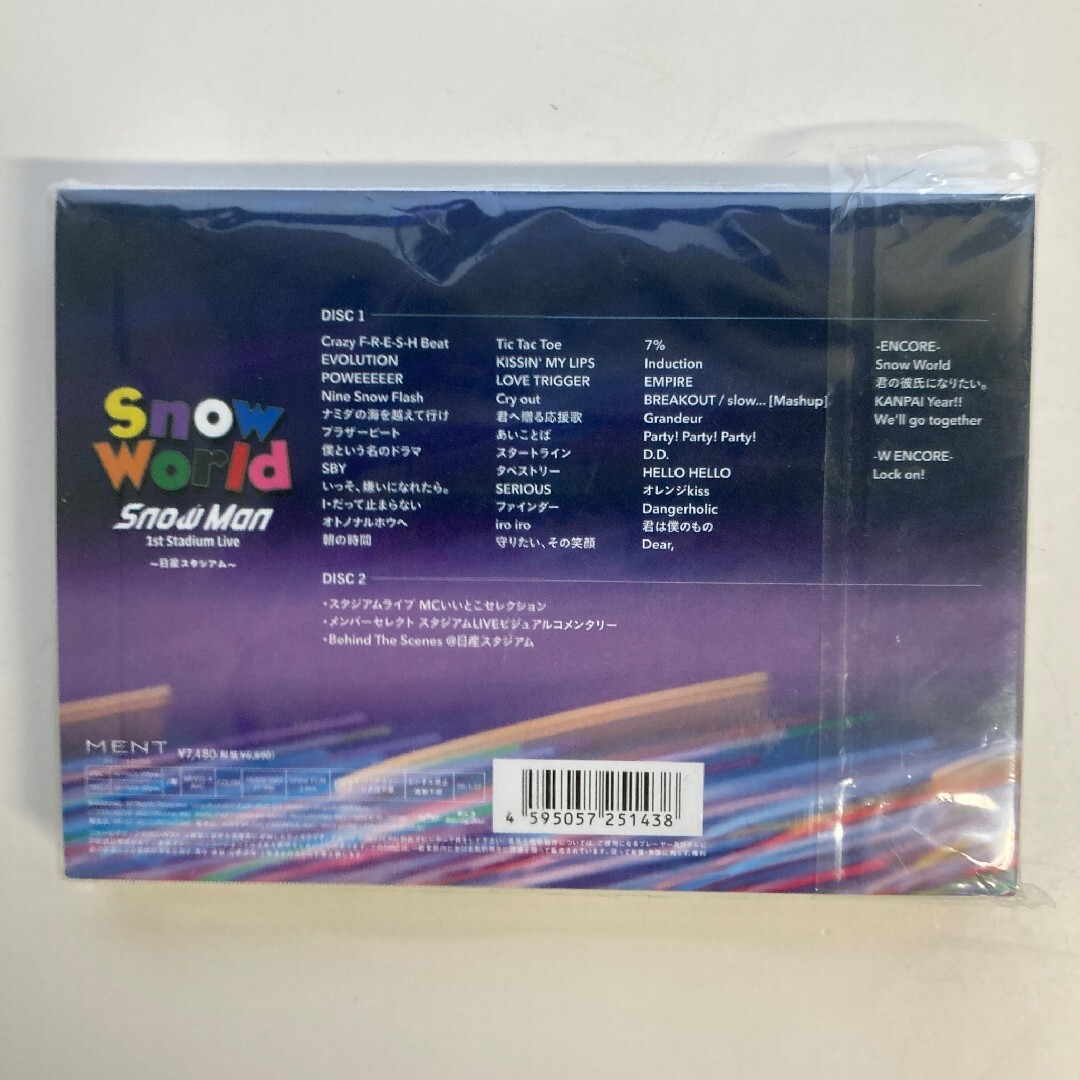 Snow
World
Snow Man
1st Stadium Live
〜日産スタジアム〜
DISC 1
Crazy F-R-E-S-H Beat
EVOLUTION
POWEEEEER
Nine Snow Flash
ナミダの海を越えて行け
ブラザービート
僕という名のドラマ
SBY
いっそ、嫌いになれたら。
I・だって止まらない
オトノナルホウヘ
朝の時間
Tic Tac Toe
KISSIN' MY LIPS
LOVE TRIGGER
Cry out
君へ贈る応援歌
あいことば
スタートライン
タペストリー
SERIOUS
ファインダー
iro iro
守りたい、その笑顔
7%
Induction
EMPIRE
BREAKOUT / slow... [Mashup]
Grandeur
Party! Party! Party!
D.D.
HELLO HELLO
オレンジkiss
Dangerholic
君は僕のもの
Dear,
-ENCORE-
Snow World
君の彼氏になりたい。
KANPAI Year!!
We'll go together
-W ENCORE-
Lock on!
DISC 2
・スタジアムライブ MCいいとこセレクション
・メンバーセレクト スタジアムLIVEビジュアルコメンタリー
・Behind The Scenes @日産スタジアム
MENT
¥7,480(税抜 ¥6,800)
4 595057 251438